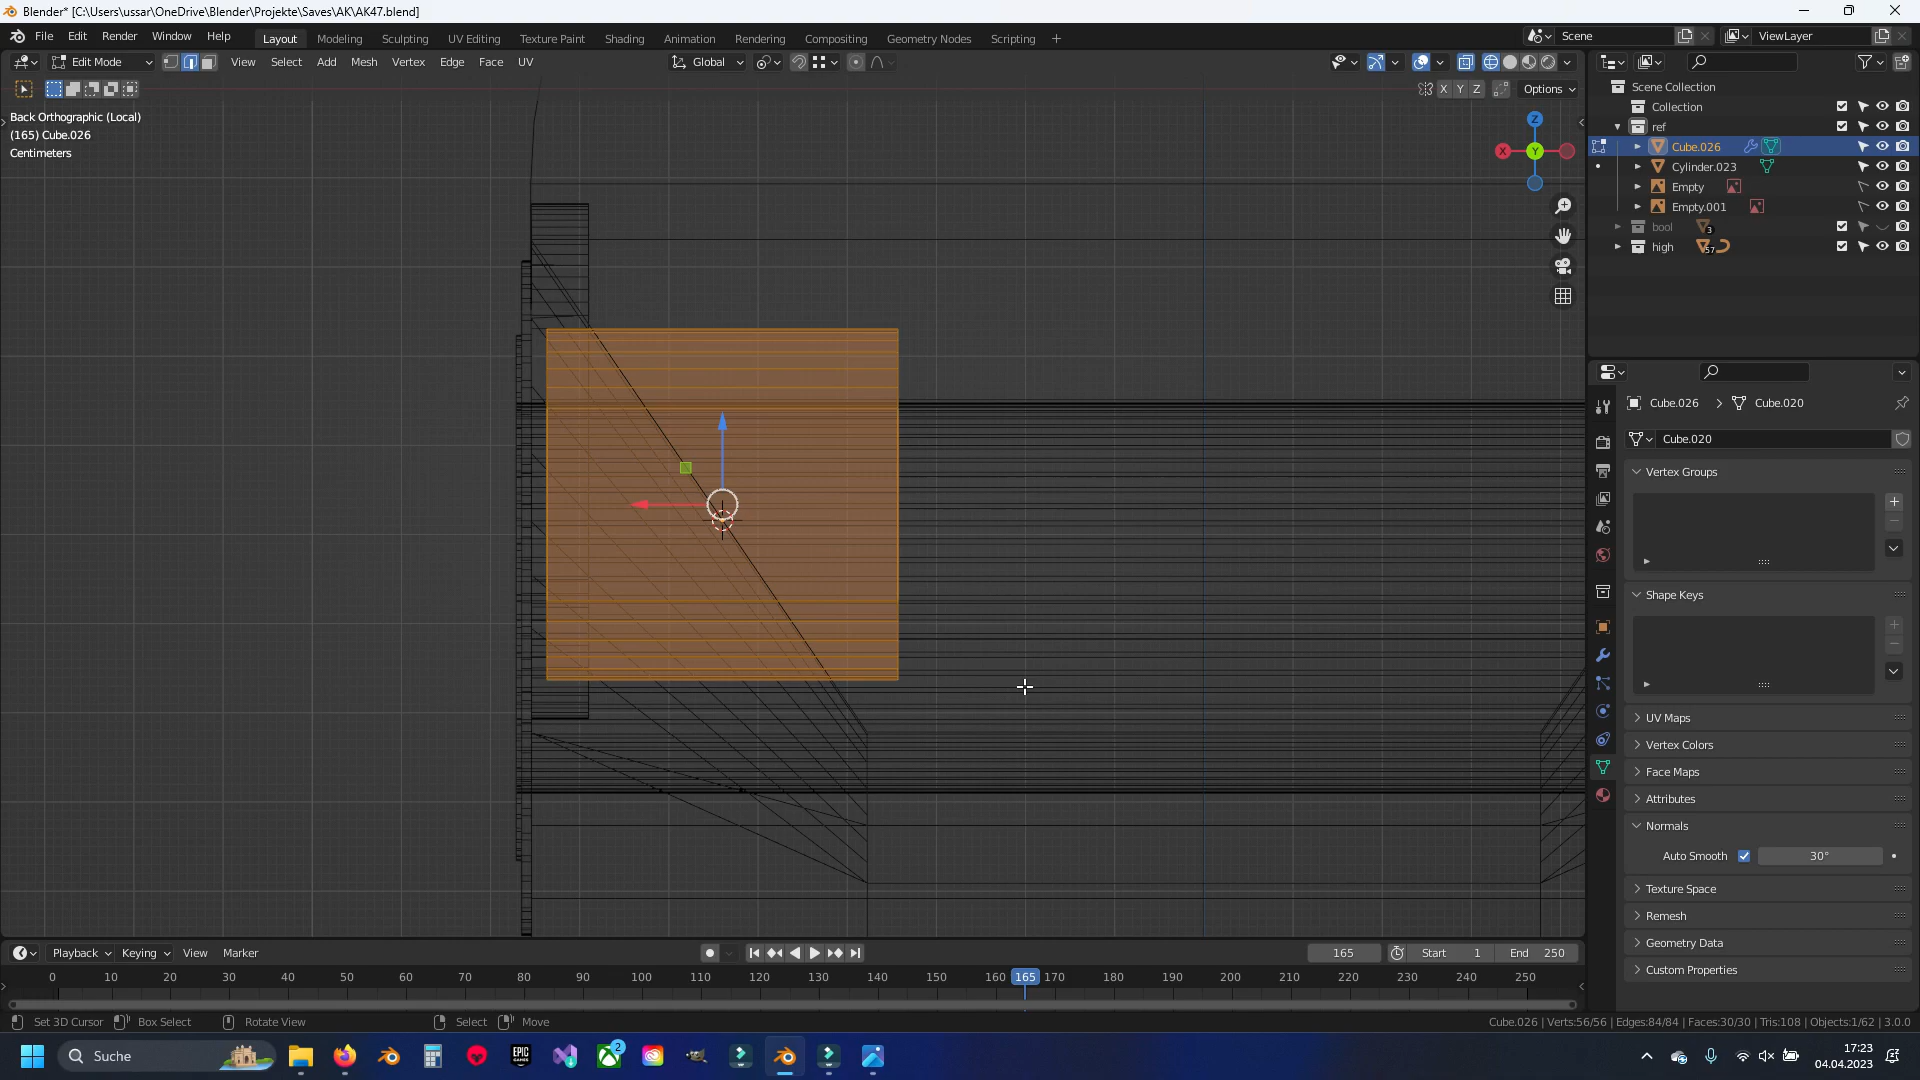 Blender* [C:\Users\ussar\OneDrive\Blender\Projekte\Saves\AK\AK47.blend]
File Edit Render Window Help Layout Modeling Sculpting UV Editing Texture Paint Shading Animation Rendering Compositing Geometry Nodes Scripting + Scene ViewLayer
Edit Mode View Select Add Mesh Vertex Edge Face UV Global
X Y Z Options
Back Orthographic (Local)
(165) Cube.026
Centimeters
Z
X Y
Scene Collection
Collection
ref
Cube.026
Cylinder.023
Empty
Empty.001
bool 3
high 57
Cube.026 Cube.020
Cube.020
Vertex Groups
Shape Keys
UV Maps
Vertex Colors
Face Maps
Attributes
Normals
Auto Smooth 30°
Texture Space
Remesh
Geometry Data
Custom Properties
Playback Keying View Marker 165 Start 1 End 250
0 10 20 30 40 50 60 70 80 90 100 110 120 130 140 150 160 165 170 180 190 200 210 220 230 240 250
Set 3D Cursor Box Select Rotate View Select Move Cube.026 | Verts:56/56 | Edges:84/84 | Faces:30/30 | Tris:108 | Objects:1/62 | 3.0.0
Suche EPIC GAMES 2 17:23
04.04.2023